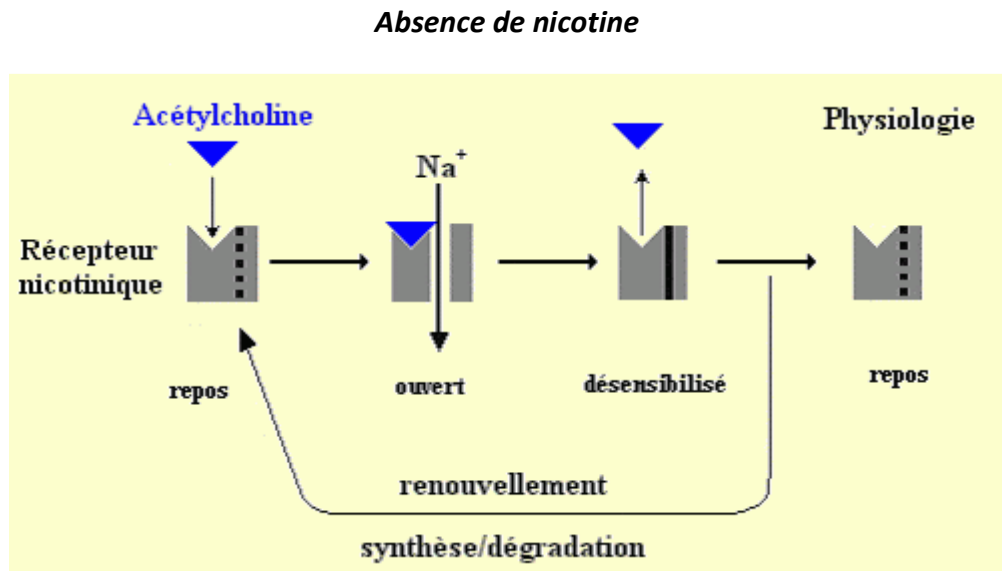 Absence de nicotine
Acétylcholine
Physiologie
Na⁺
Récepteur
nicotinique
repos
ouvert
désensibilisé
repos
renouvellement
synthèse/dégradation